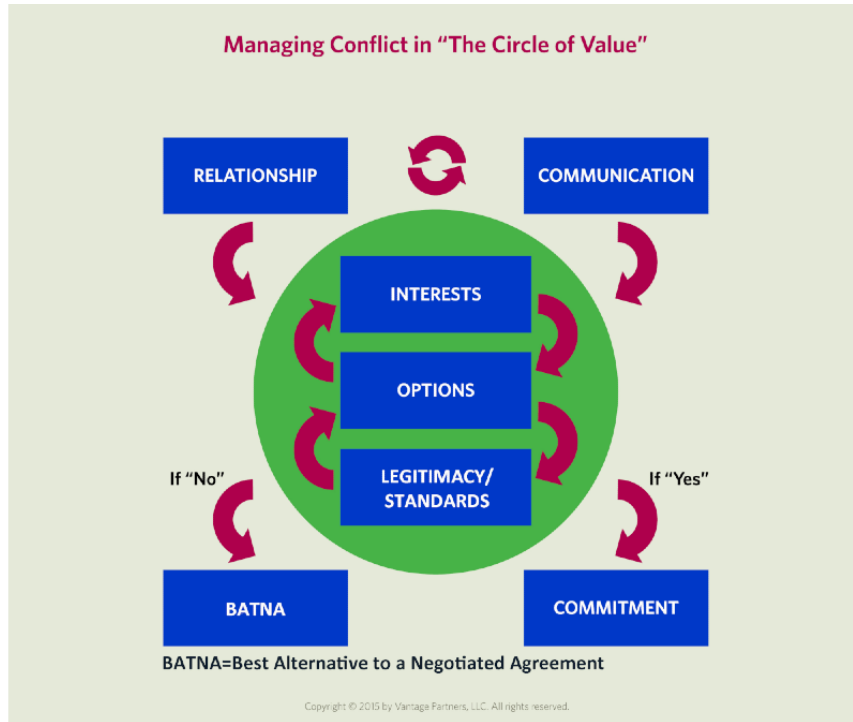 Managing Conflict in “The Circle of Value”
RELATIONSHIP
COMMUNICATION
INTERESTS
OPTIONS
LEGITIMACY/
STANDARDS
If “No”
If “Yes”
BATNA
COMMITMENT
BATNA=Best Alternative to a Negotiated Agreement
Copyright © 2015 by Vantage Partners, LLC. All rights reserved.